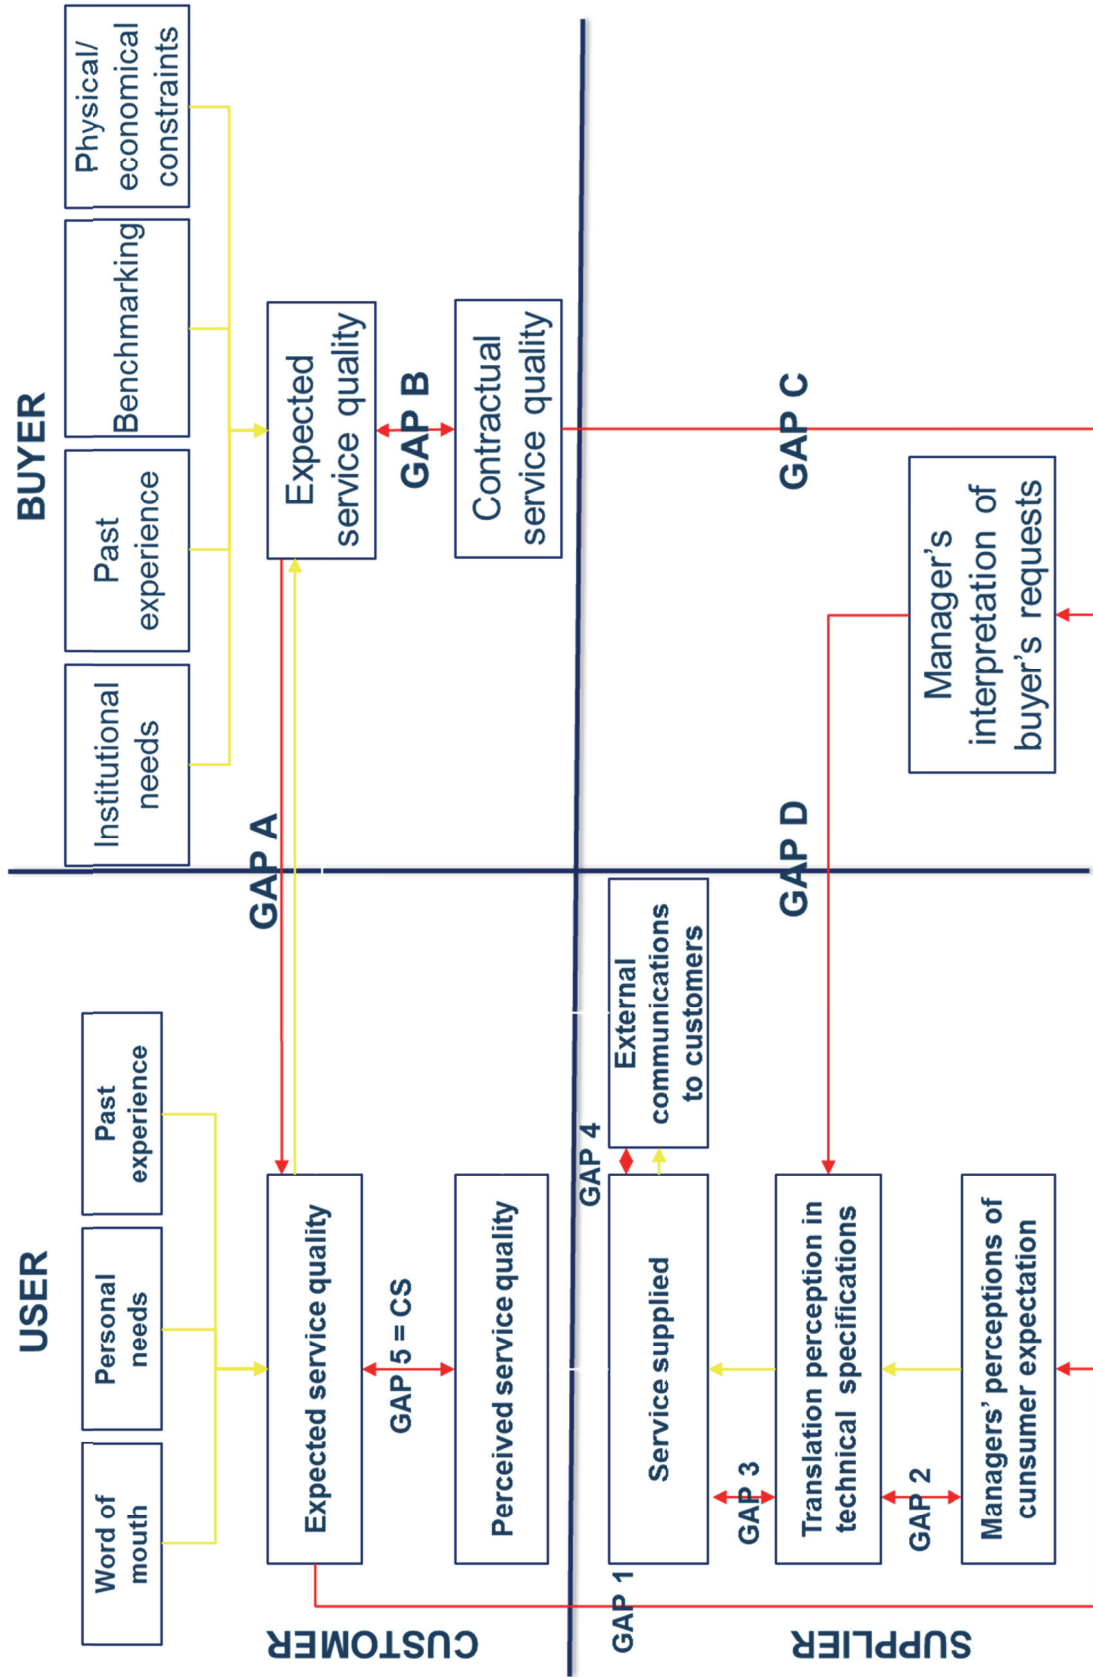 USER
BUYER
Word of
mouth
Personal
needs
Past
experience
Institutional
needs
Past
experience
Benchmarking
Physical/
economical
constraints
CUSTOMER
Expected service quality
GAP A
Expected
service quality
GAP 5 = CS
GAP B
Perceived service quality
Contractual
service quality
GAP 1
GAP 4
SUPPLIER
Service supplied
External
communications
to customers
GAP 3
GAP D
GAP C
Translation perception in
technical specifications
GAP 2
Manager's
interpretation of
buyer's requests
Managers' perceptions of
cunsumer expectation